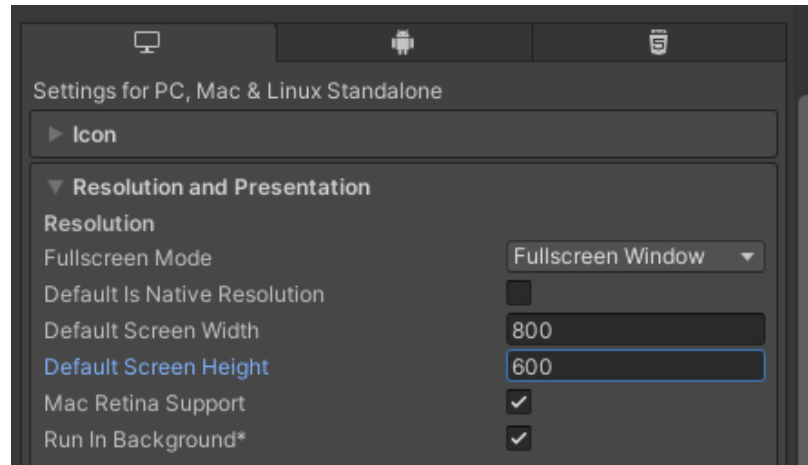 Settings for PC, Mac & Linux Standalone
Icon
Resolution and Presentation
Resolution
Fullscreen Mode Fullscreen Window
Default Is Native Resolution
Default Screen Width 800
Default Screen Height 600
Mac Retina Support
Run In Background*